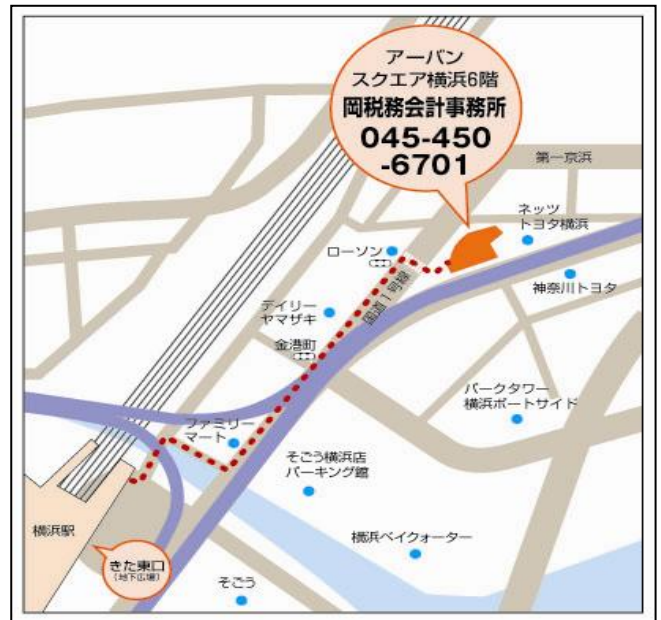 アーバン
スクエア横浜6階
岡税務会計事務所
045-450
-6701
第一京浜
ネッツ
トヨタ横浜
ローソン
神奈川トヨタ
国道15号線
デイリー
ヤマザキ
金港町
パークタワー
横浜ポートサイド
ファミリー
マート
そごう横浜店
パーキング館
横浜駅
横浜ベイクォーター
きた東口
(地下広場)
そごう